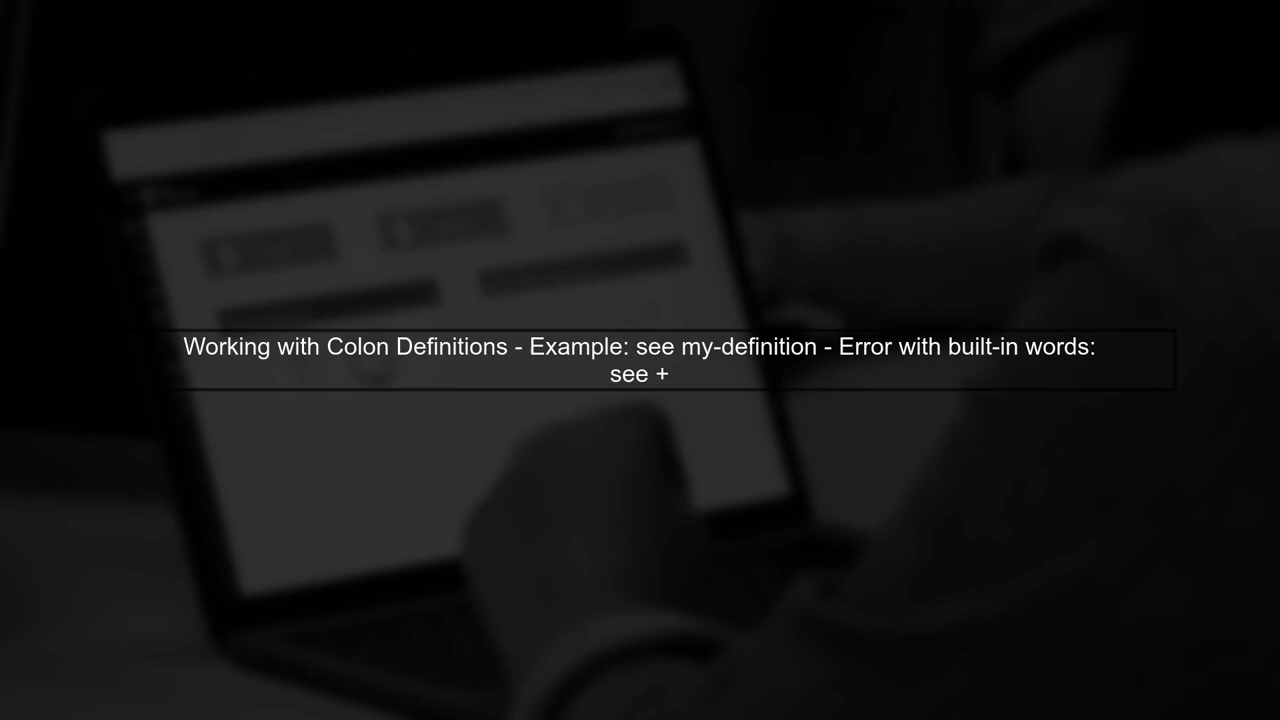 Working with Colon Definitions - Example: see my-definition - Error with built-in words:
see +